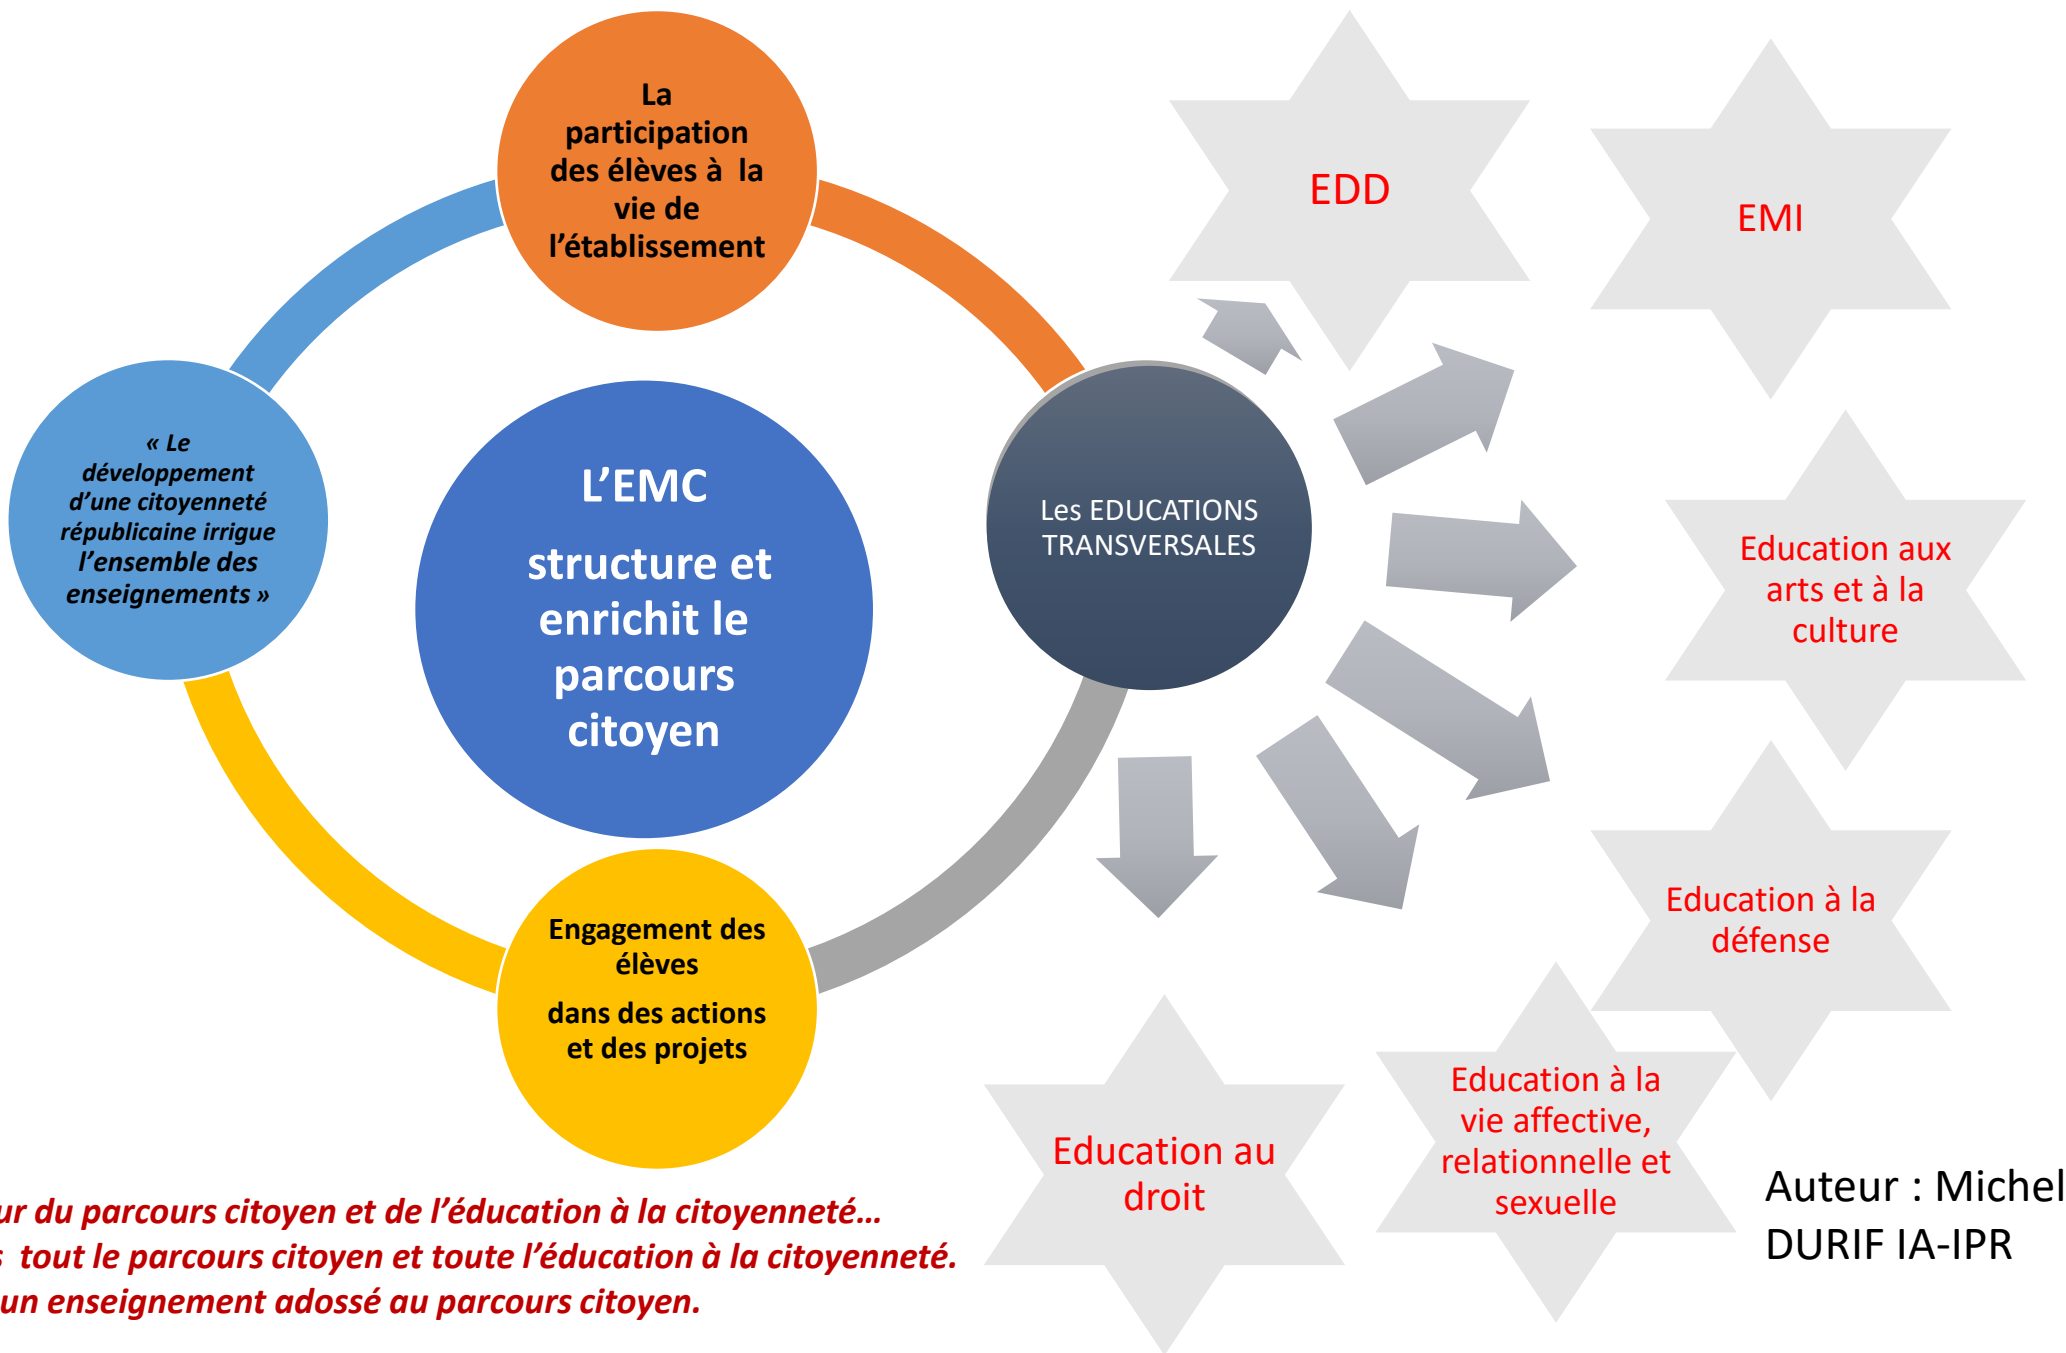 La
participation
des élèves à la
vie de
l’établissement
« Le
développement
d’une citoyenneté
républicaine irrigue
l’ensemble des
enseignements »
L’EMC
structure et
enrichit le
parcours
citoyen
Les EDUCATIONS
TRANSVERSALES
Engagement des
élèves
dans des actions
et des projets
EDD
EMI
Education aux
arts et à la
culture
Education à la
défense
Education à la
vie affective,
relationnelle et
sexuelle
Education au
droit
du parcours citoyen et de l’éducation à la citoyenneté…
tout le parcours citoyen et toute l’éducation à la citoyenneté.
un enseignement adossé au parcours citoyen.
Auteur : Michel
DURIF IA-IPR